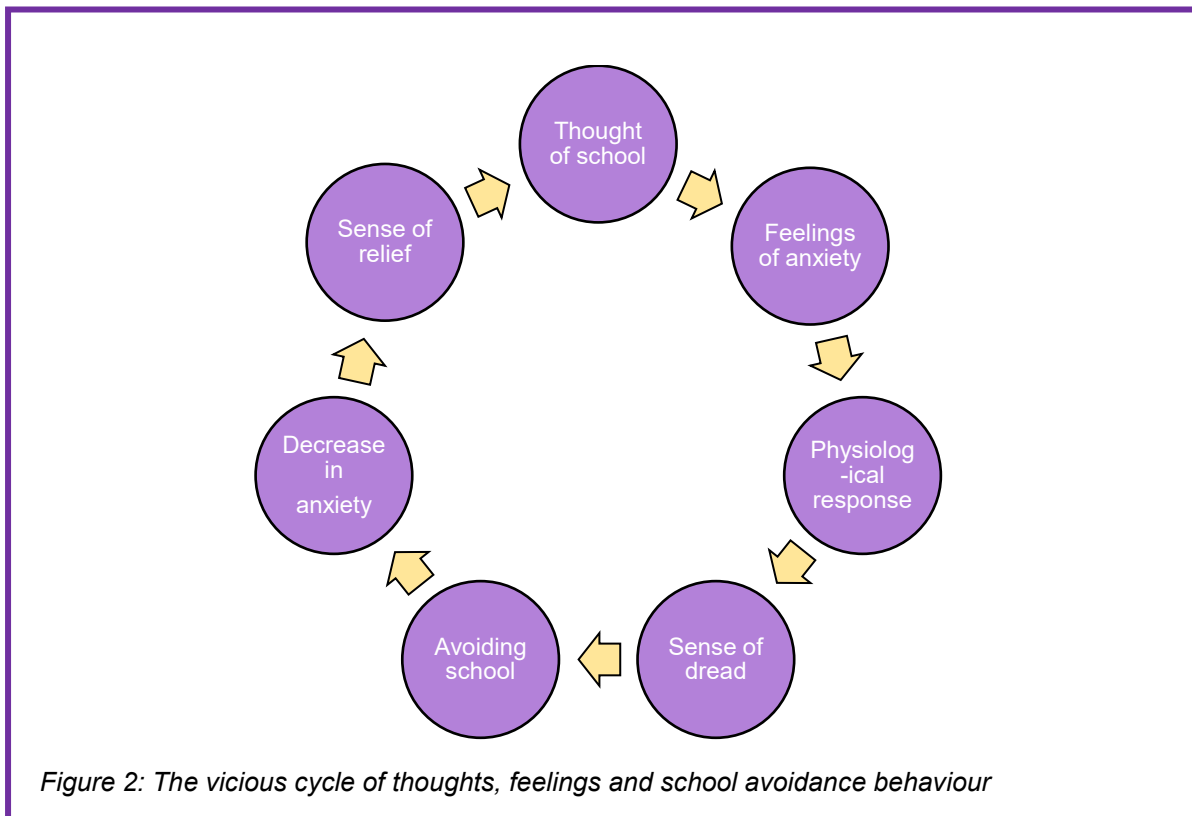 Thought
of school
Feelings
of anxiety
Physiolog
-ical
response
Sense of
dread
Avoiding
school
Decrease
in
anxiety
Sense of
relief
Figure 2: The vicious cycle of thoughts, feelings and school avoidance behaviour